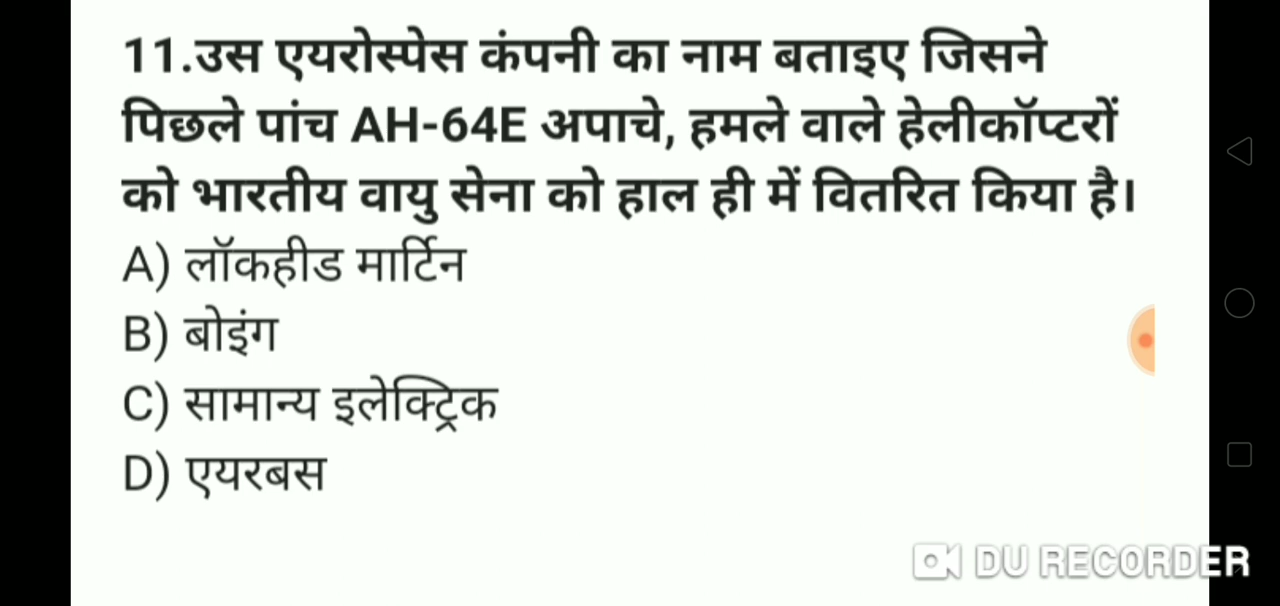 11.उस एयरोस्पेस कंपनी का नाम बताइए जिसने
पिछले पांच AH-64E अपाचे, हमले वाले हेलीकॉप्टरों
को भारतीय वायु सेना को हाल ही में वितरित किया है।
A) लॉकहीड मार्टिन
B) बोइंग
C) सामान्य इलेक्ट्रिक
D) एयरबस
DU RECORDER